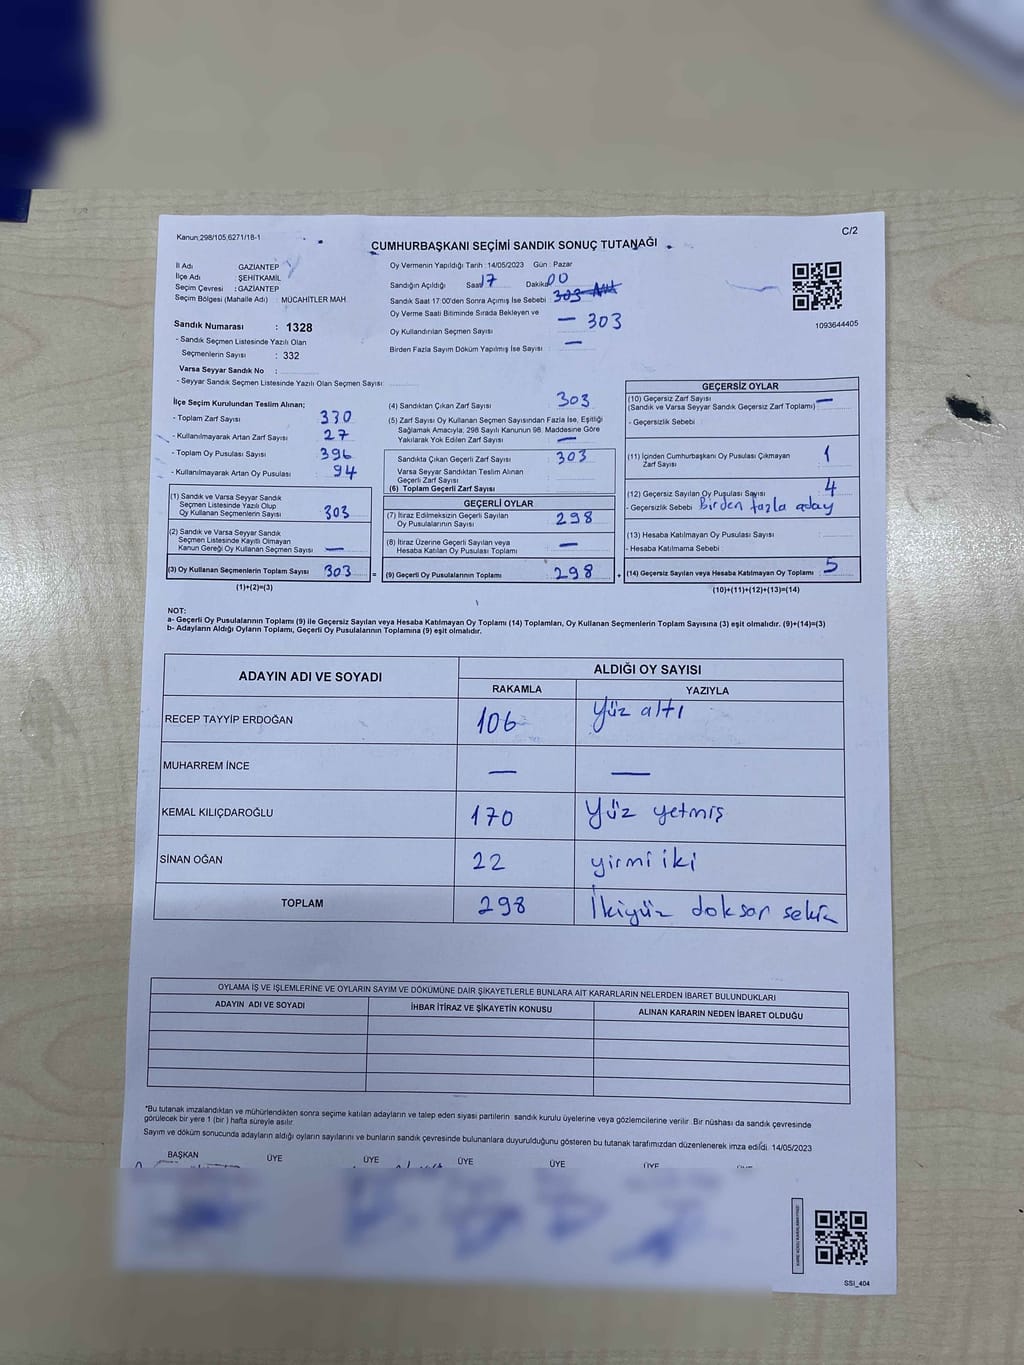 Kanun;298/105,6271/18-1
C/2
CUMHURBAŞKANI SEÇİMİ SANDIK SONUÇ TUTANAĞI
İl Adı GAZİANTEP
İlçe Adı : ŞEHİTKAMİL
Seçim Çevresi : GAZİANTEP
Seçim Bölgesi (Mahalle Adı) : MÜCAHİTLER MAH.
Sandık Numarası : 1328
- Sandık Seçmen Listesinde Yazılı Olan
Seçmenlerin Sayısı : 332
Varsa Seyyar Sandık No :
- Seyyar Sandık Seçmen Listesinde Yazılı Olan Seçmen Sayısı :
Oy Vermenin Yapıldığı Tarih : 14/05/2023 Gün : Pazar
Sandığın Açıldığı Saat 17 Dakika 00
Sandık Saat 17:00'den Sonra Açılmış İse Sebebi :
Oy Verme Saati Bitiminde Sırada Bekleyen ve —
Oy Kullandırılan Seçmen Sayısı 303
Birden Fazla Sayım Döküm Yapılmış İse Sayısı : —
1093644405
İlçe Seçim Kurulundan Teslim Alınan;
- Toplam Zarf Sayısı 330
- Kullanılmayarak Artan Zarf Sayısı : 27
- Toplam Oy Pusulası Sayısı 396
- Kullanılmayarak Artan Oy Pusulası : 94
(1) Sandık ve Varsa Seyyar Sandık
Seçmen Listesinde Yazılı Olup
Oy Kullanan Seçmenlerin Sayısı 303
(2) Sandık ve Varsa Seyyar Sandık
Seçmen Listesinde Kayıtlı Olmayan
Kanun Gereği Oy Kullanan Seçmen Sayısı —
(3) Oy Kullanan Seçmenlerin Toplam Sayısı 303 =
(1)+(2)=(3)
(4) Sandıktan Çıkan Zarf Sayısı 303
(5) Zarf Sayısı Oy Kullanan Seçmen Sayısından Fazla İse, Eşitliği
Sağlamak Amacıyla; 298 Sayılı Kanunun 98. Maddesine Göre
Yakılarak Yok Edilen Zarf Sayısı —
Sandıkta Çıkan Geçerli Zarf Sayısı 303
Varsa Seyyar Sandıktan Teslim Alınan
Geçerli Zarf Sayısı
(6) Toplam Geçerli Zarf Sayısı
GEÇERLİ OYLAR
(7) İtiraz Edilmeksizin Geçerli Sayılan
Oy Pusulalarının Sayısı 298
(8) İtiraz Üzerine Geçerli Sayılan veya
Hesaba Katılan Oy Pusulası Toplamı —
(9) Geçerli Oy Pusulalarının Toplamı 298 +
GEÇERSİZ OYLAR
(10) Geçersiz Zarf Sayısı —
(Sandık ve Varsa Seyyar Sandık Geçersiz Zarf Toplamı)
- Geçersizlik Sebebi :
(11) İçinden Cumhurbaşkanı Oy Pusulası Çıkmayan 1
Zarf Sayısı
(12) Geçersiz Sayılan Oy Pusulası Sayısı 4
- Geçersizlik Sebebi Birden fazla aday
(13) Hesaba Katılmayan Oy Pusulası Sayısı
- Hesaba Katılmama Sebebi :
(14) Geçersiz Sayılan veya Hesaba Katılmayan Oy Toplamı 5
(10)+(11)+(12)+(13)=(14)
NOT:
a- Geçerli Oy Pusulalarının Toplamı (9) ile Geçersiz Sayılan veya Hesaba Katılmayan Oy Toplamı (14) Toplamları, Oy Kullanan Seçmenlerin Toplam Sayısına (3) eşit olmalıdır. (9)+(14)=(3)
b- Adayların Aldığı Oyların Toplamı, Geçerli Oy Pusulalarının Toplamına (9) eşit olmalıdır.
ADAYIN ADI VE SOYADI ALDIĞI OY SAYISI
RAKAMLA YAZIYLA
RECEP TAYYİP ERDOĞAN 106 Yüz altı
MUHARREM İNCE — —
KEMAL KILIÇDAROĞLU 170 Yüz yetmiş
SİNAN OĞAN 22 yirmi iki
TOPLAM 298 İkiyüz doksan sekiz
OYLAMA İŞ VE İŞLEMLERİNE VE OYLARIN SAYIM VE DÖKÜMÜNE DAİR ŞİKAYETLERLE BUNLARA AİT KARARLARIN NELERDEN İBARET BULUNDUKLARI
ADAYIN ADI VE SOYADI İHBAR İTİRAZ VE ŞİKAYETİN KONUSU ALINAN KARARIN NEDEN İBARET OLDUĞU
*Bu tutanak imzalandıktan ve mühürlendikten sonra seçime katılan adayların ve talep eden siyasi partilerin sandık kurulu üyelerine veya gözlemcilerine verilir. Bir nüshası da sandık çevresinde
görülecek bir yere 1 (bir) hafta süreyle asılır.
Sayım ve döküm sonucunda adayların aldığı oyların sayılarını ve bunların sandık çevresinde bulunanlara duyurulduğunu gösteren bu tutanak tarafımızdan düzenlenerek imza edildi. 14/05/2023
BAŞKAN ÜYE ÜYE ÜYE ÜYE ÜYE
SSI_404